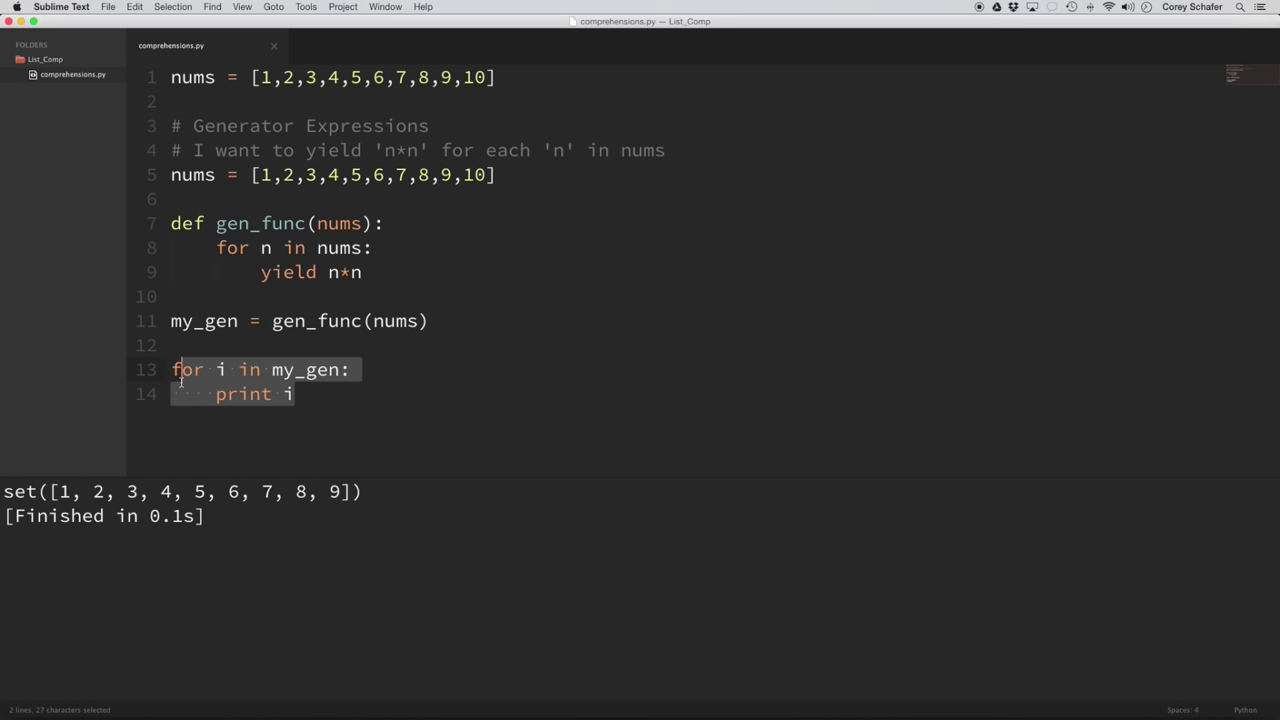 Sublime Text File Edit Selection Find View Goto Tools Project Window Help Corey Schafer
comprehensions.py — List_Comp
FOLDERS
List_Comp
comprehensions.py
comprehensions.py
1 nums = [1,2,3,4,5,6,7,8,9,10]
2
3 # Generator Expressions
4 # I want to yield 'n*n' for each 'n' in nums
5 nums = [1,2,3,4,5,6,7,8,9,10]
6
7 def gen_func(nums):
8     for n in nums:
9         yield n*n
10
11 my_gen = gen_func(nums)
12
13 for i in my_gen:
14     print i
set([1, 2, 3, 4, 5, 6, 7, 8, 9])
[Finished in 0.1s]
2 lines, 27 characters selected Spaces: 4 Python